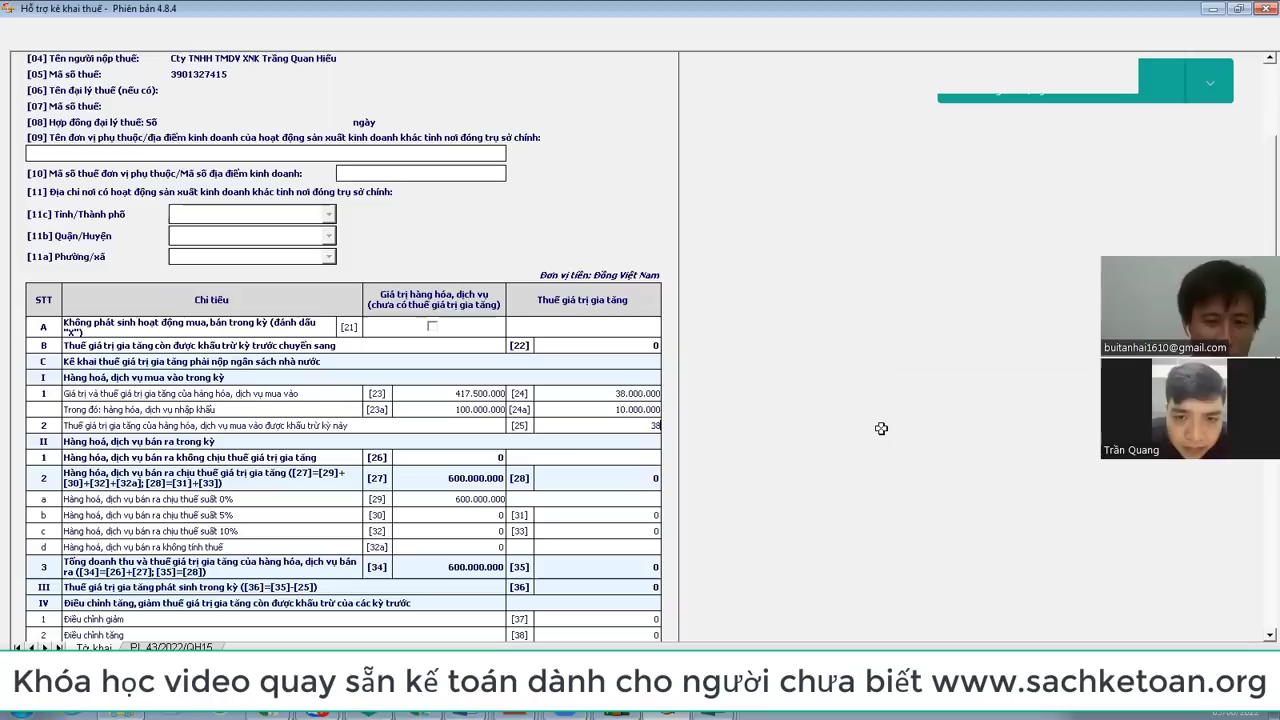 Hỗ trợ kê khai thuế - Phiên bản 4.8.4
[04] Tên người nộp thuế: Cty TNHH TMDV XNK Trầng Quan Hiếu
[05] Mã số thuế: 3901327415
[06] Tên đại lý thuế (nếu có):
[07] Mã số thuế:
[08] Hợp đồng đại lý thuế: Số ngày
[09] Tên đơn vị phụ thuộc/địa điểm kinh doanh của hoạt động sản xuất kinh doanh khác tỉnh nơi đóng trụ sở chính:
[10] Mã số thuế đơn vị phụ thuộc/Mã số địa điểm kinh doanh:
[11] Địa chỉ nơi có hoạt động sản xuất kinh doanh khác tỉnh nơi đóng trụ sở chính:
[11c] Tỉnh/Thành phố
[11b] Quận/Huyện
[11a] Phường/xã
Đơn vị tiền: Đồng Việt Nam
STT Chỉ tiêu Giá trị hàng hóa, dịch vụ (chưa có thuế giá trị gia tăng) Thuế giá trị gia tăng
A Không phát sinh hoạt động mua, bán trong kỳ (đánh dấu "X") [21]
B Thuế giá trị gia tăng còn được khấu trừ kỳ trước chuyển sang [22] 0
C Kê khai thuế giá trị gia tăng phải nộp ngân sách nhà nước
I Hàng hoá, dịch vụ mua vào trong kỳ
1 Giá trị và thuế giá trị gia tăng của hàng hóa, dịch vụ mua vào [23] 417.500.000 [24] 38.000.000
Trong đó: hàng hóa, dịch vụ nhập khẩu [23a] 100.000.000 [24a] 10.000.000
2 Thuế giá trị gia tăng của hàng hóa, dịch vụ mua vào được khấu trừ kỳ này [25] 38
II Hàng hoá, dịch vụ bán ra trong kỳ
1 Hàng hóa, dịch vụ bán ra không chịu thuế giá trị gia tăng [26] 0
2 Hàng hóa, dịch vụ bán ra chịu thuế giá trị gia tăng ([27]=[29]+
[30]+[32]+[32a]; [28]=[31]+[33]) [27] 600.000.000 [28] 0
a Hàng hoá, dịch vụ bán ra chịu thuế suất 0% [29] 600.000.000
b Hàng hoá, dịch vụ bán ra chịu thuế suất 5% [30] 0 [31] 0
c Hàng hoá, dịch vụ bán ra chịu thuế suất 10% [32] 0 [33] 0
d Hàng hoá, dịch vụ bán ra không tính thuế [32a] 0
3 Tổng doanh thu và thuế giá trị gia tăng của hàng hóa, dịch vụ bán
ra ([34]=[26]+[27]; [35]=[28]) [34] 600.000.000 [35] 0
III Thuế giá trị gia tăng phát sinh trong kỳ ([36]=[35]-[25]) [36] 0
IV Điều chỉnh tăng, giảm thuế giá trị gia tăng còn được khấu trừ của các kỳ trước
1 Điều chỉnh giảm [37] 0
2 Điều chỉnh tăng [38] 0
Tờ khai PL 43/2022/QH15
buitanhai1610@gmail.com
Trần Quang
Khóa học video quay sẵn kế toán dành cho người chưa biết www.sachketoan.org